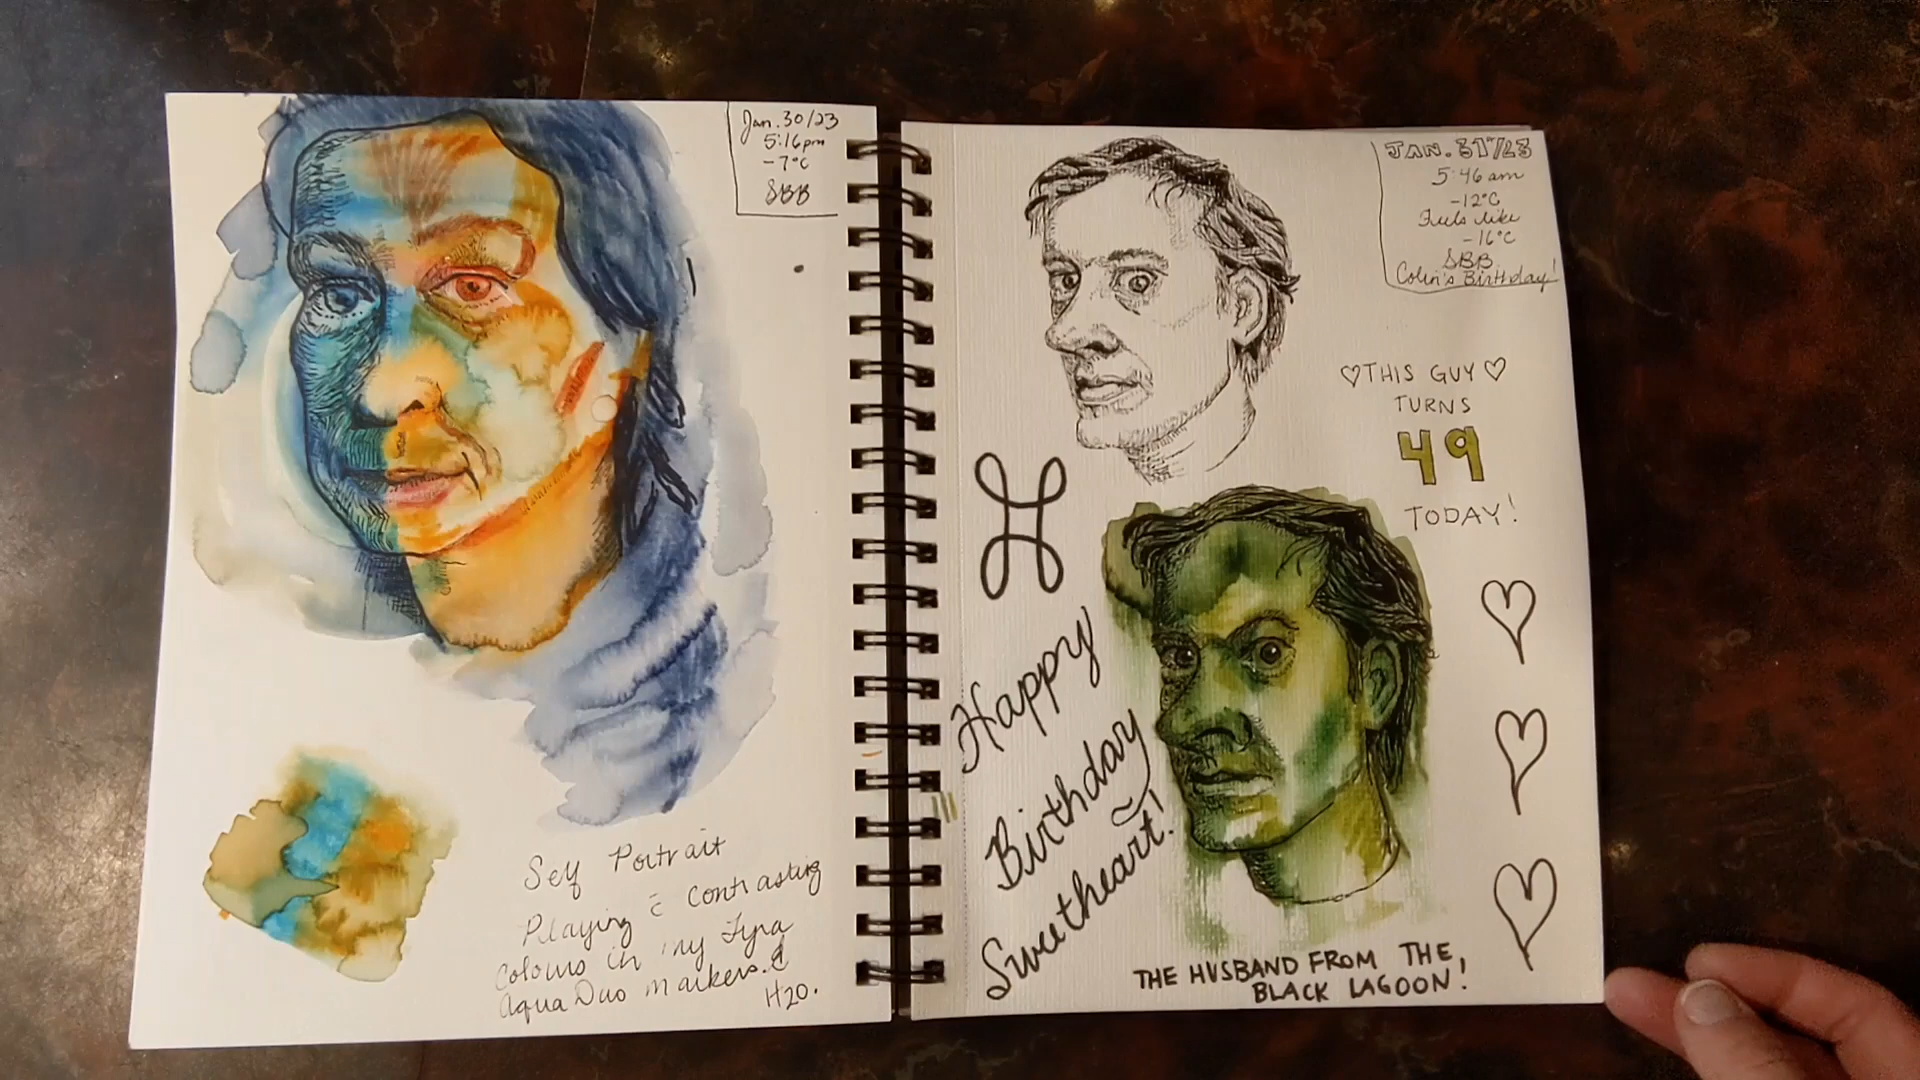 Jan. 30/23
5:16pm
-7°C
SBB
Self Portrait
Playing c̄ contrasting
colours in my Lyra
Aqua Duo markers. &
H20.
JAN. 31st/23
5:46 am
-12°C
Feels like
-16°C
SBB
Colin's Birthday!
♡THIS GUY♡
TURNS
49
TODAY!
Happy
Birthday
Sweetheart!
THE HUSBAND FROM THE
BLACK LAGOON!